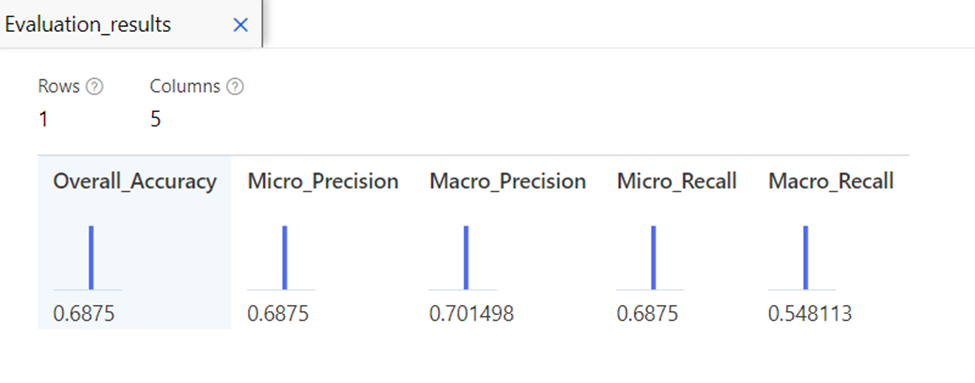 Evaluation_results
Rows Columns
1 5
Overall_Accuracy Micro_Precision Macro_Precision Micro_Recall Macro_Recall
0.6875 0.6875 0.701498 0.6875 0.548113